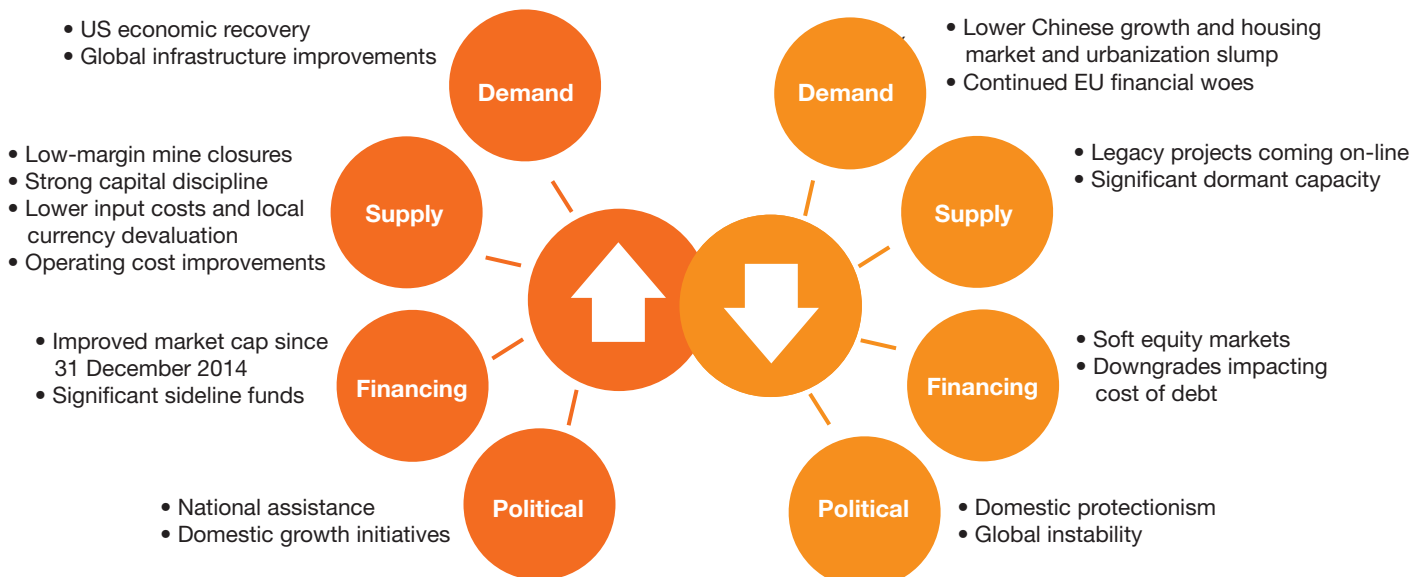 • US economic recovery
• Global infrastructure improvements
Demand
• Low-margin mine closures
• Strong capital discipline
• Lower input costs and local
currency devaluation
• Operating cost improvements
Supply
• Improved market cap since
31 December 2014
• Significant sideline funds
Financing
• National assistance
• Domestic growth initiatives
Political
Demand
• Lower Chinese growth and housing
market and urbanization slump
• Continued EU financial woes
Supply
• Legacy projects coming on-line
• Significant dormant capacity
Financing
• Soft equity markets
• Downgrades impacting
cost of debt
Political
• Domestic protectionism
• Global instability